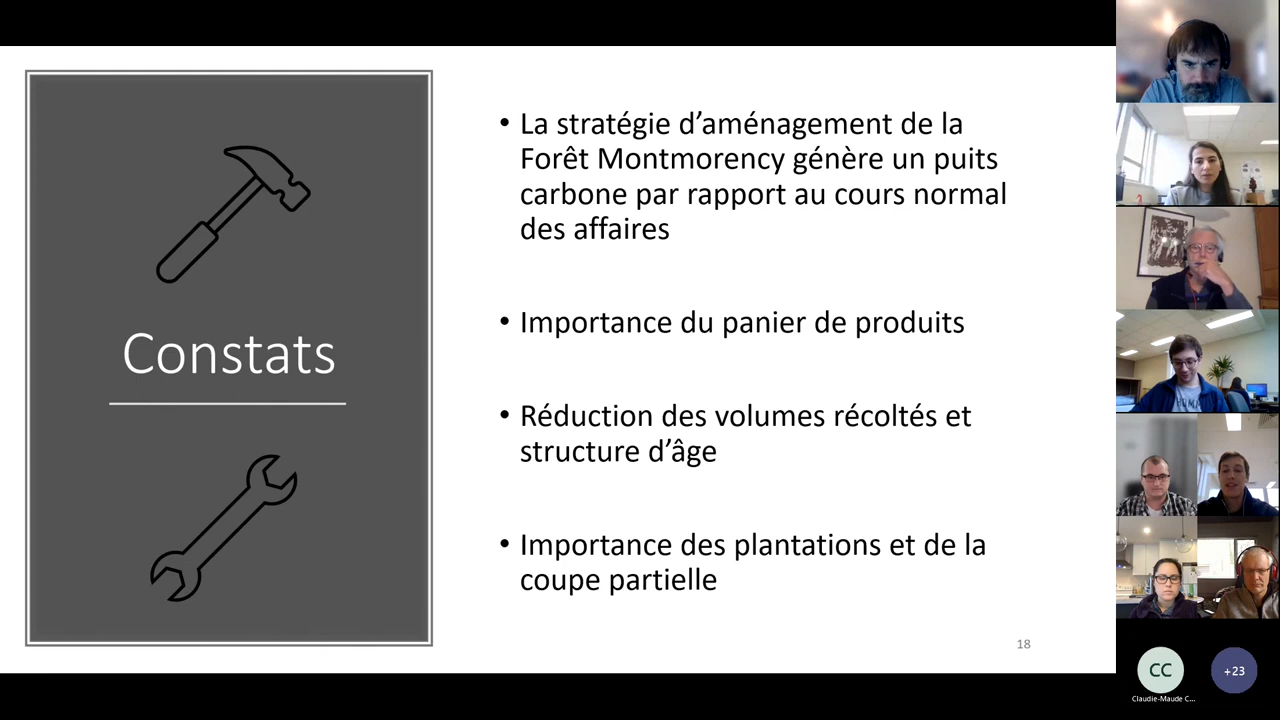 Constats
• La stratégie d’aménagement de la
Forêt Montmorency génère un puits
carbone par rapport au cours normal
des affaires
• Importance du panier de produits
• Réduction des volumes récoltés et
structure d’âge
• Importance des plantations et de la
coupe partielle
18
CC
+23
Claudie-Maude C...